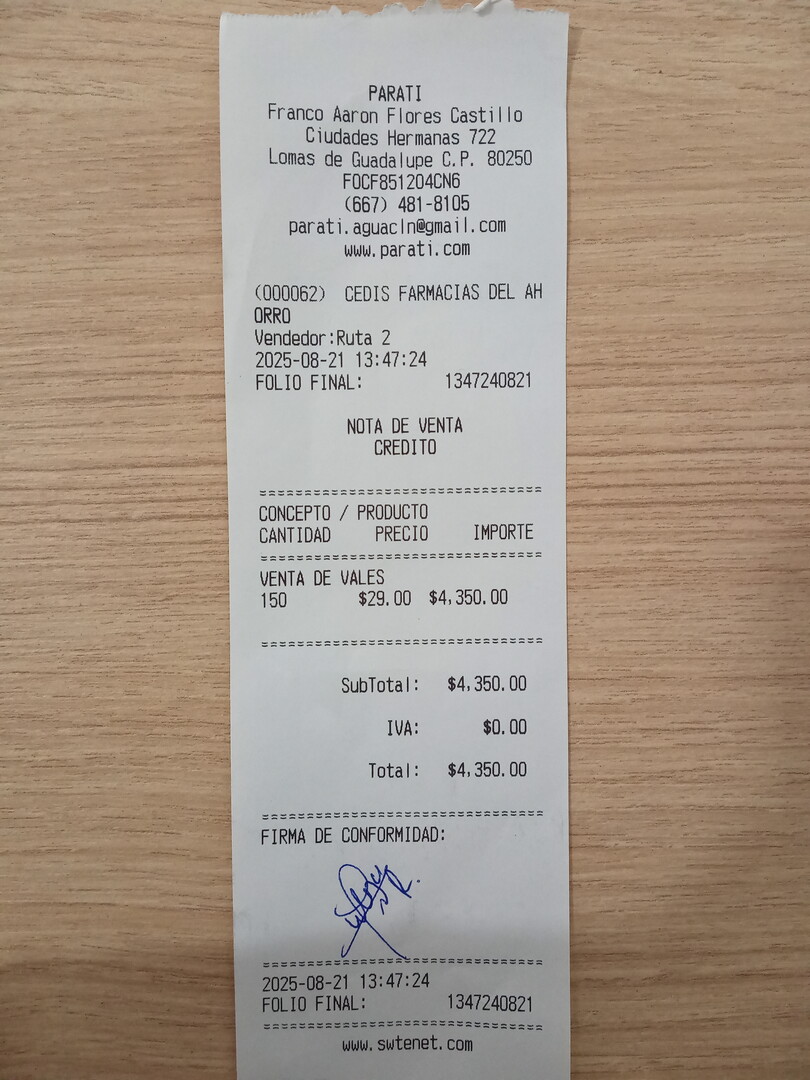 PARATI
Franco Aaron Flores Castillo
Ciudades Hermanas 722
Lomas de Guadalupe C.P. 80250
FOCF851204CN6
(667) 481-8105
parati.aguacln@gmail.com
www.parati.com
(000062) CEDIS FARMACIAS DEL AH
ORRO
Vendedor:Ruta 2
2025-08-21 13:47:24
FOLIO FINAL: 1347240821
NOTA DE VENTA
CREDITO
================================
CONCEPTO / PRODUCTO
CANTIDAD PRECIO IMPORTE
================================
VENTA DE VALES
150 $29.00 $4,350.00
================================
SubTotal: $4,350.00
IVA: $0.00
Total: $4,350.00
================================
FIRMA DE CONFORMIDAD:
================================
2025-08-21 13:47:24
FOLIO FINAL: 1347240821
================================
www.swtenet.com